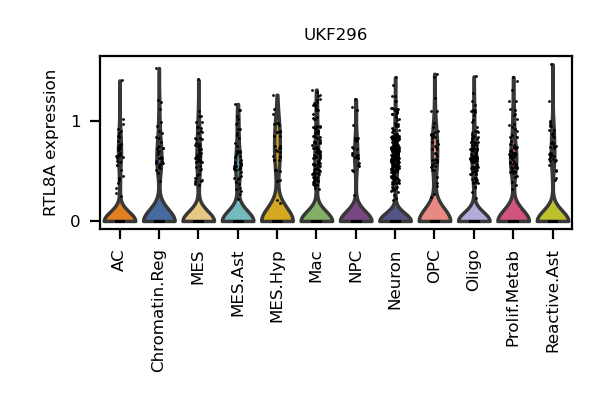 UKF296
RTL8A expression
1
0
AC
Chromatin.Reg
MES
MES.Ast
MES.Hyp
Mac
NPC
Neuron
OPC
Oligo
Prolif.Metab
Reactive.Ast